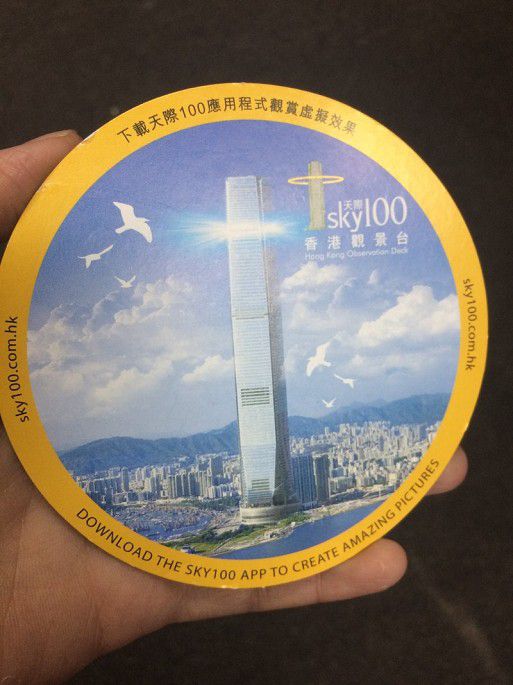 下載天際100應用程式觀賞虛擬效果
天際
sky100
香港觀景台
Hong Kong Observation Deck
sky100.com.hk
sky100.com.hk
DOWNLOAD THE SKY100 APP TO CREATE AMAZING PICTURES